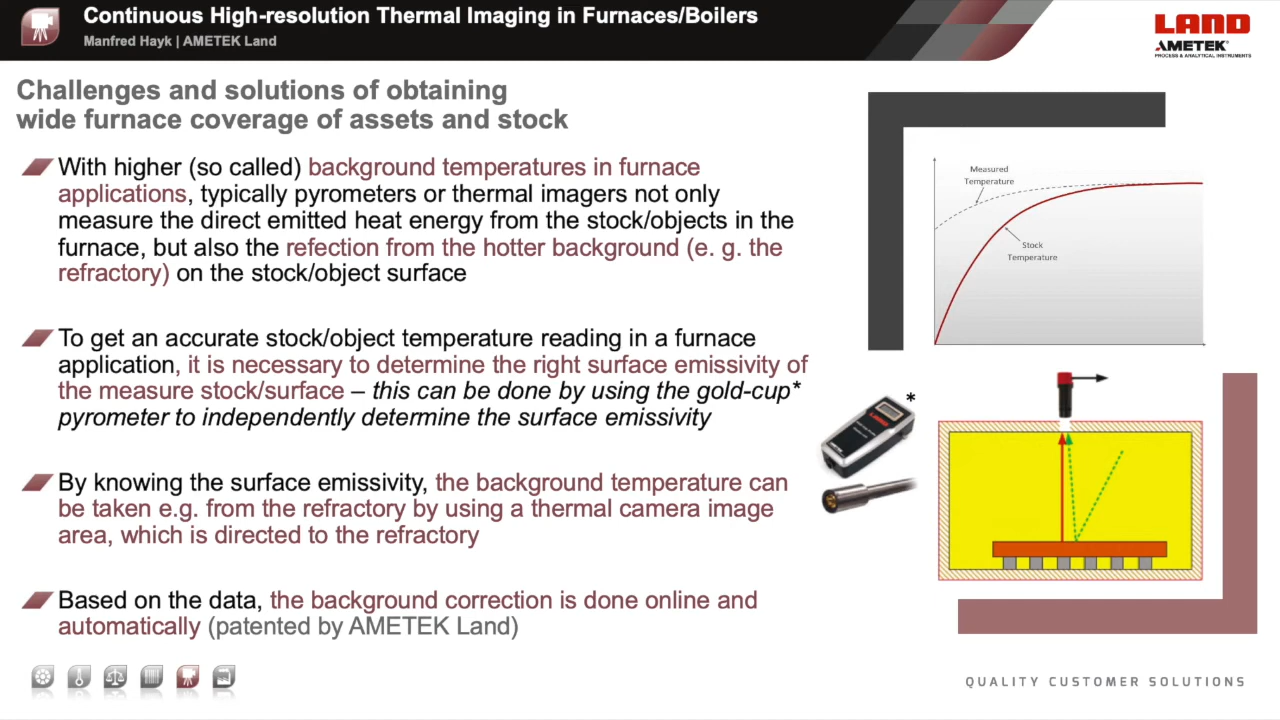 Continuous High-resolution Thermal Imaging in Furnaces/Boilers
Manfred Hayk | AMETEK Land
LAND
AMETEK®
PROCESS & ANALYTICAL INSTRUMENTS
Challenges and solutions of obtaining
wide furnace coverage of assets and stock
With higher (so called) background temperatures in furnace
applications, typically pyrometers or thermal imagers not only
measure the direct emitted heat energy from the stock/objects in the
furnace, but also the refection from the hotter background (e. g. the
refractory) on the stock/object surface
To get an accurate stock/object temperature reading in a furnace
application, it is necessary to determine the right surface emissivity of
the measure stock/surface – this can be done by using the gold-cup*
pyrometer to independently determine the surface emissivity
By knowing the surface emissivity, the background temperature can
be taken e.g. from the refractory by using a thermal camera image
area, which is directed to the refractory
Based on the data, the background correction is done online and
automatically (patented by AMETEK Land)
Measured
Temperature
Stock
Temperature
*
LAND
QUALITY CUSTOMER SOLUTIONS